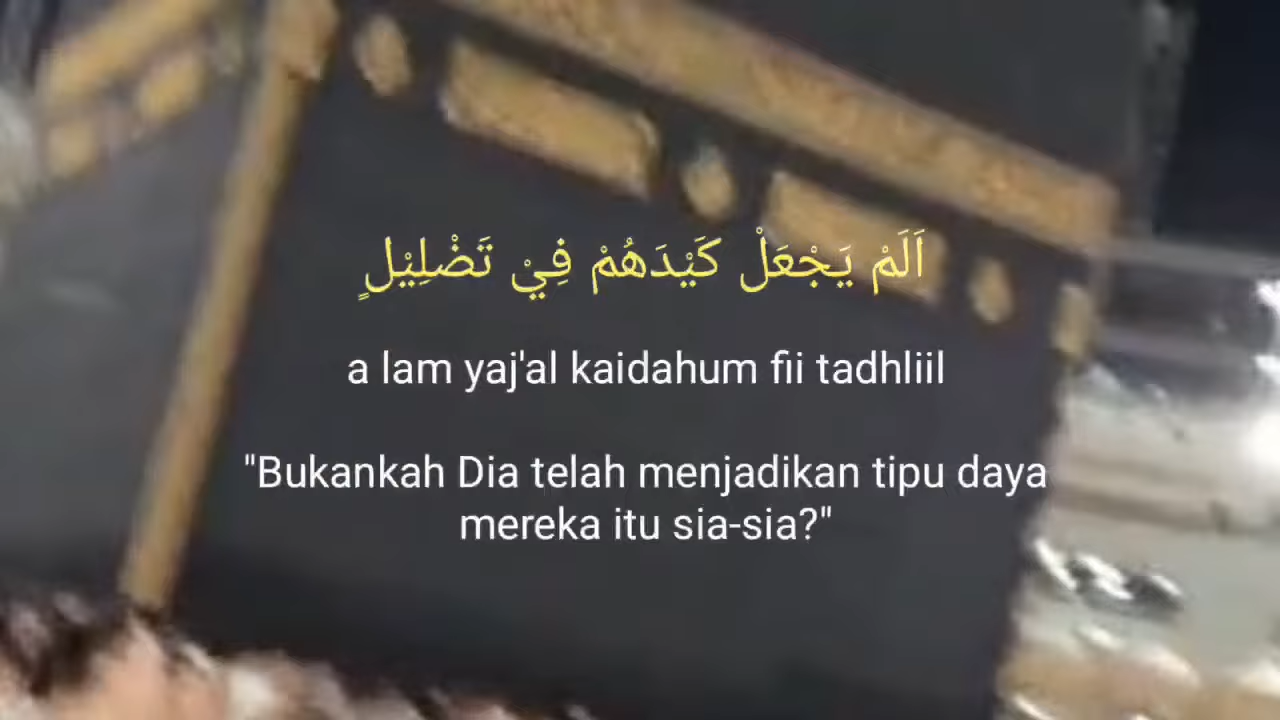 اَلَمْ يَجْعَلْ كَيْدَهُمْ فِيْ تَضْلِيْلٍ
a lam yaj'al kaidahum fii tadhliil
"Bukankah Dia telah menjadikan tipu daya
mereka itu sia-sia?"